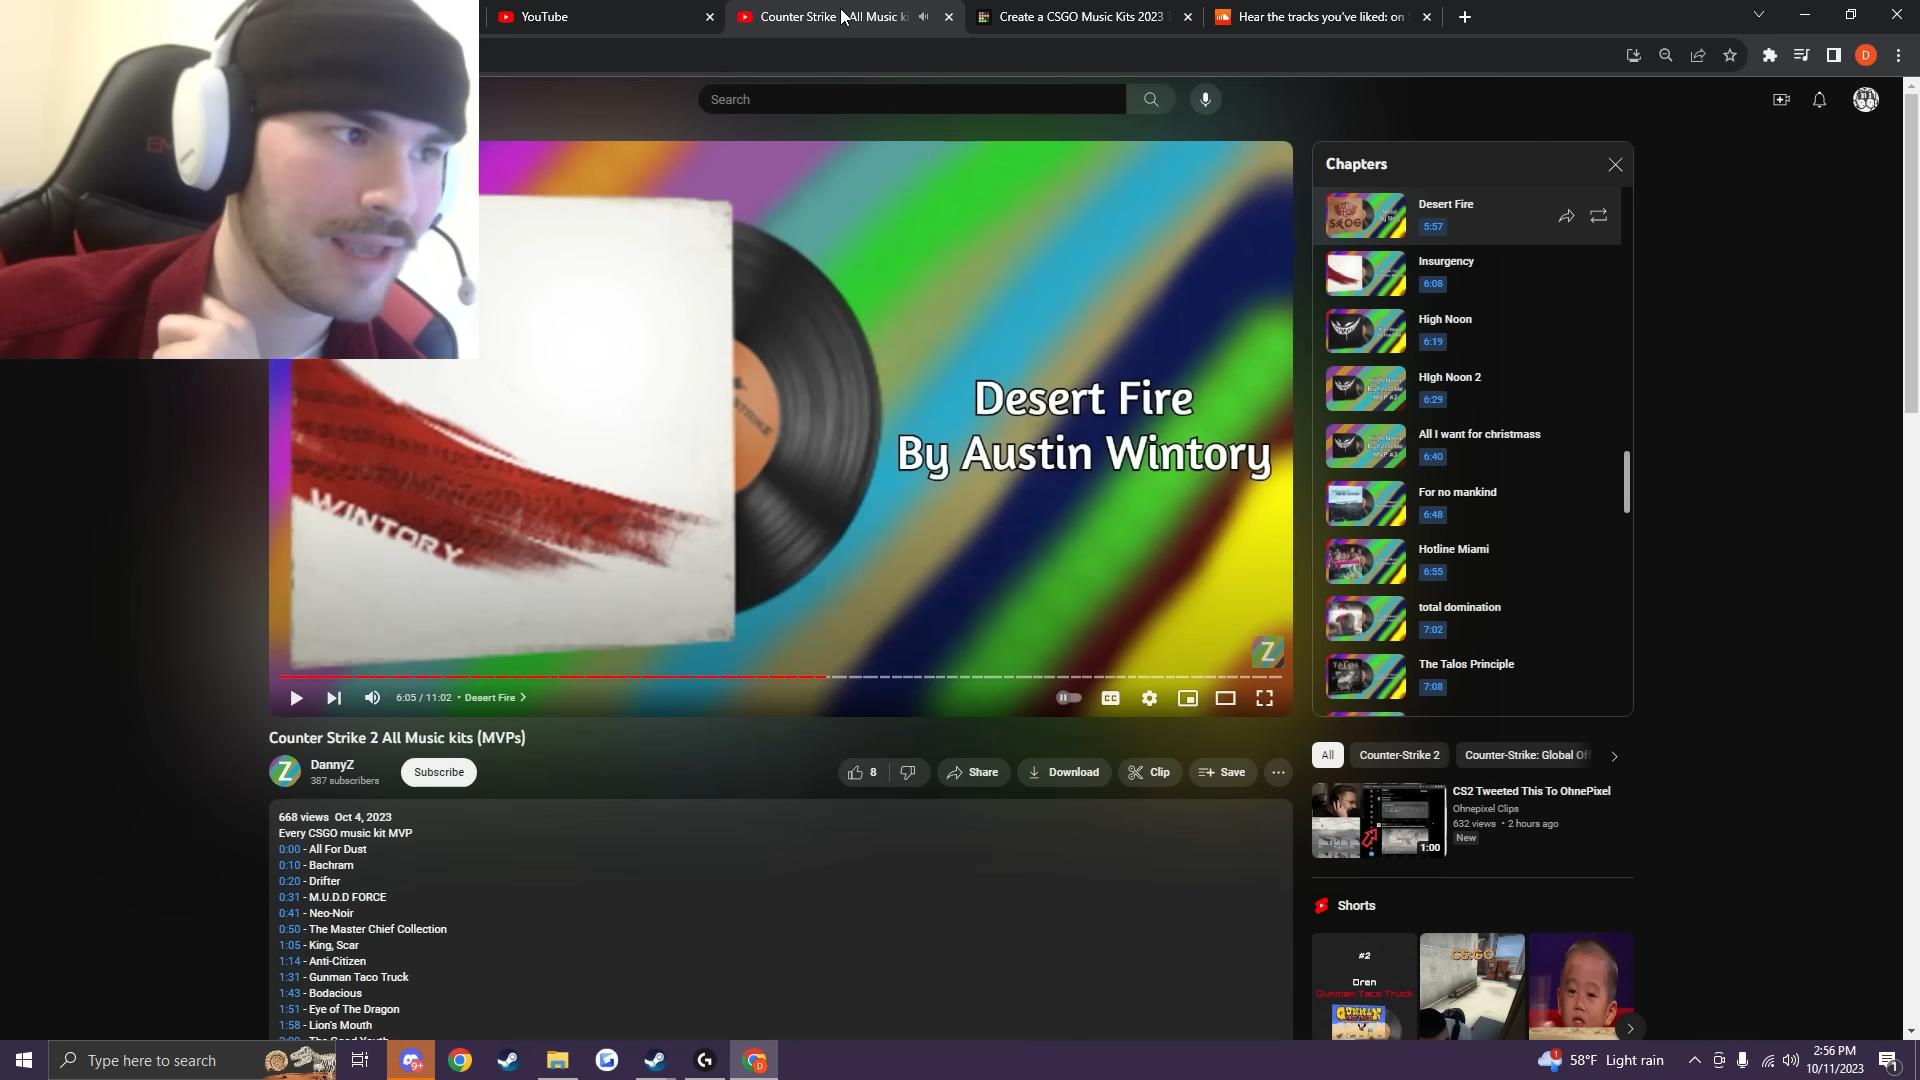 YouTube
Counter Strike
All Music ki
Create a CSGO Music Kits 2023 T
Hear the tracks you've liked: on
D
Search
Chapters
Desert Fire
5:57
Insurgency
6:08
High Noon
6:19
HIgh Noon 2
6:29
All I want for christmass
6:40
For no mankind
6:48
Hotline Miami
6:55
total domination
7:02
The Talos Principle
7:08
WINTORY
Desert Fire
By Austin Wintory
Z
6:05 / 11:02 • Desert Fire
CC
Counter Strike 2 All Music kits (MVPs)
Z
DannyZ
387 subscribers
Subscribe
8
Share
Download
Clip
Save
668 views Oct 4, 2023
Every CSGO music kit MVP
0:00 - All For Dust
0:10 - Bachram
0:20 - Drifter
0:31 - M.U.D.D FORCE
0:41 - Neo-Noir
0:50 - The Master Chief Collection
1:05 - King, Scar
1:14 - Anti-Citizen
1:31 - Gunman Taco Truck
1:43 - Bodacious
1:51 - Eye of The Dragon
1:58 - Lion's Mouth
All
Counter-Strike 2
Counter-Strike: Global Off
CS2 Tweeted This To OhnePixel
Ohnepixel Clips
632 views • 2 hours ago
New
1:00
Shorts
#2
Dren
Gunman Taco Truck
GUNMAN
CS:GO
Type here to search
9+
58°F Light rain
2:56 PM
10/11/2023
1